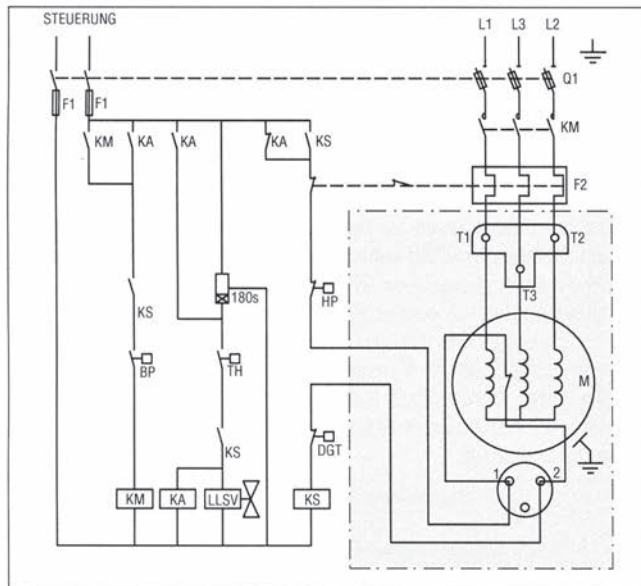 STEUERUNG
L1 L3 L2
F1 F1
Q1
KM KA KA KA KS
KM
F2
T1 T2
T3
180s
HP
KS
BP
TH
M
KS
DGT
1 2
KM KA LLSV KS